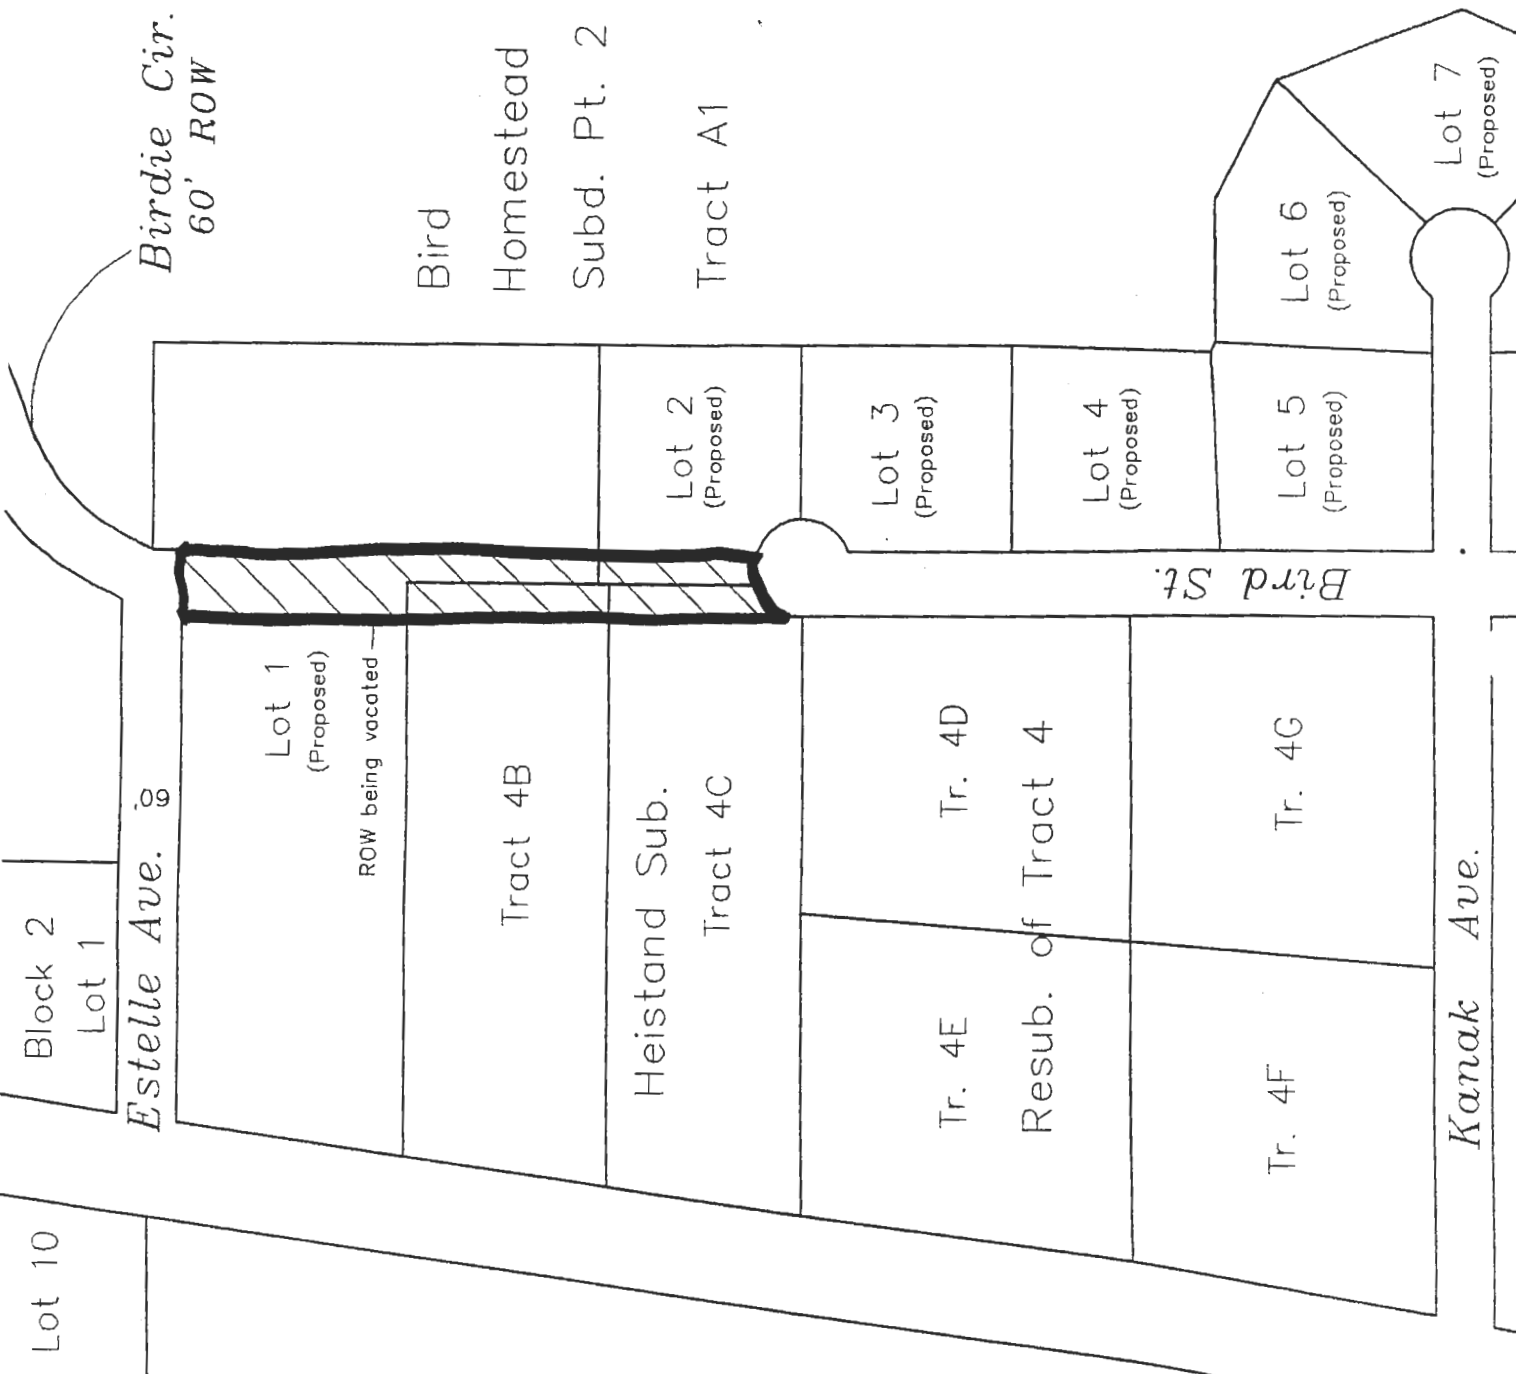 Birdie Cir.
60' ROW
Bird
Homestead
Subd. Pt. 2
Tract A1
Lot 7
(Proposed)
Lot 6
(Proposed)
Lot 2
(Proposed)
Lot 3
(Proposed)
Lot 4
(Proposed)
Lot 5
(Proposed)
Bird St.
Lot 1
(Proposed)
ROW being vacated
Tract 4B
Heistand Sub.
Tract 4C
Tr. 4D
Tr. 4G
Tr. 4E
Resub. of Tract 4
Tr. 4F
Block 2
Lot 1
Estelle Ave. 60'
Kanak Ave.
Lot 10